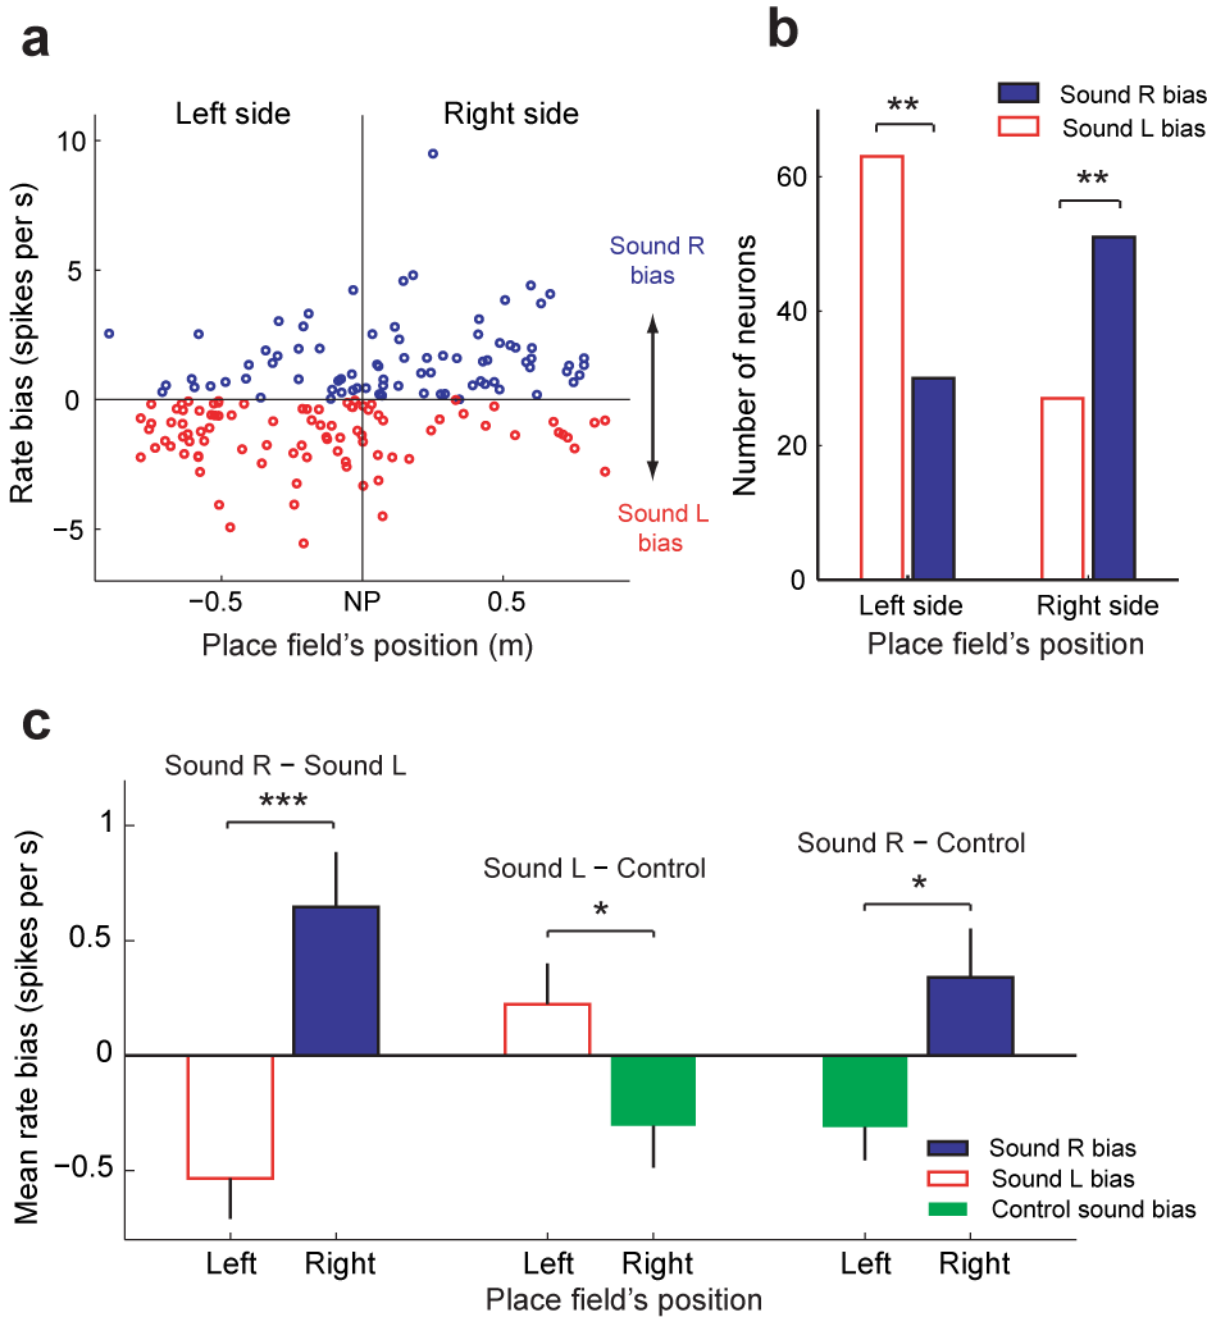 a
Left side
Right side
10
5
0
−5
Rate bias (spikes per s)
−0.5
NP
0.5
Place field's position (m)
Sound R
bias
Sound L
bias
b
Sound R bias
Sound L bias
**
**
60
40
20
0
Number of neurons
Left side
Right side
Place field's position
c
Sound R − Sound L
***
Sound L − Control
*
Sound R − Control
*
1
0.5
0
−0.5
Mean rate bias (spikes per s)
Sound R bias
Sound L bias
Control sound bias
Left
Right
Left
Right
Left
Right
Place field's position